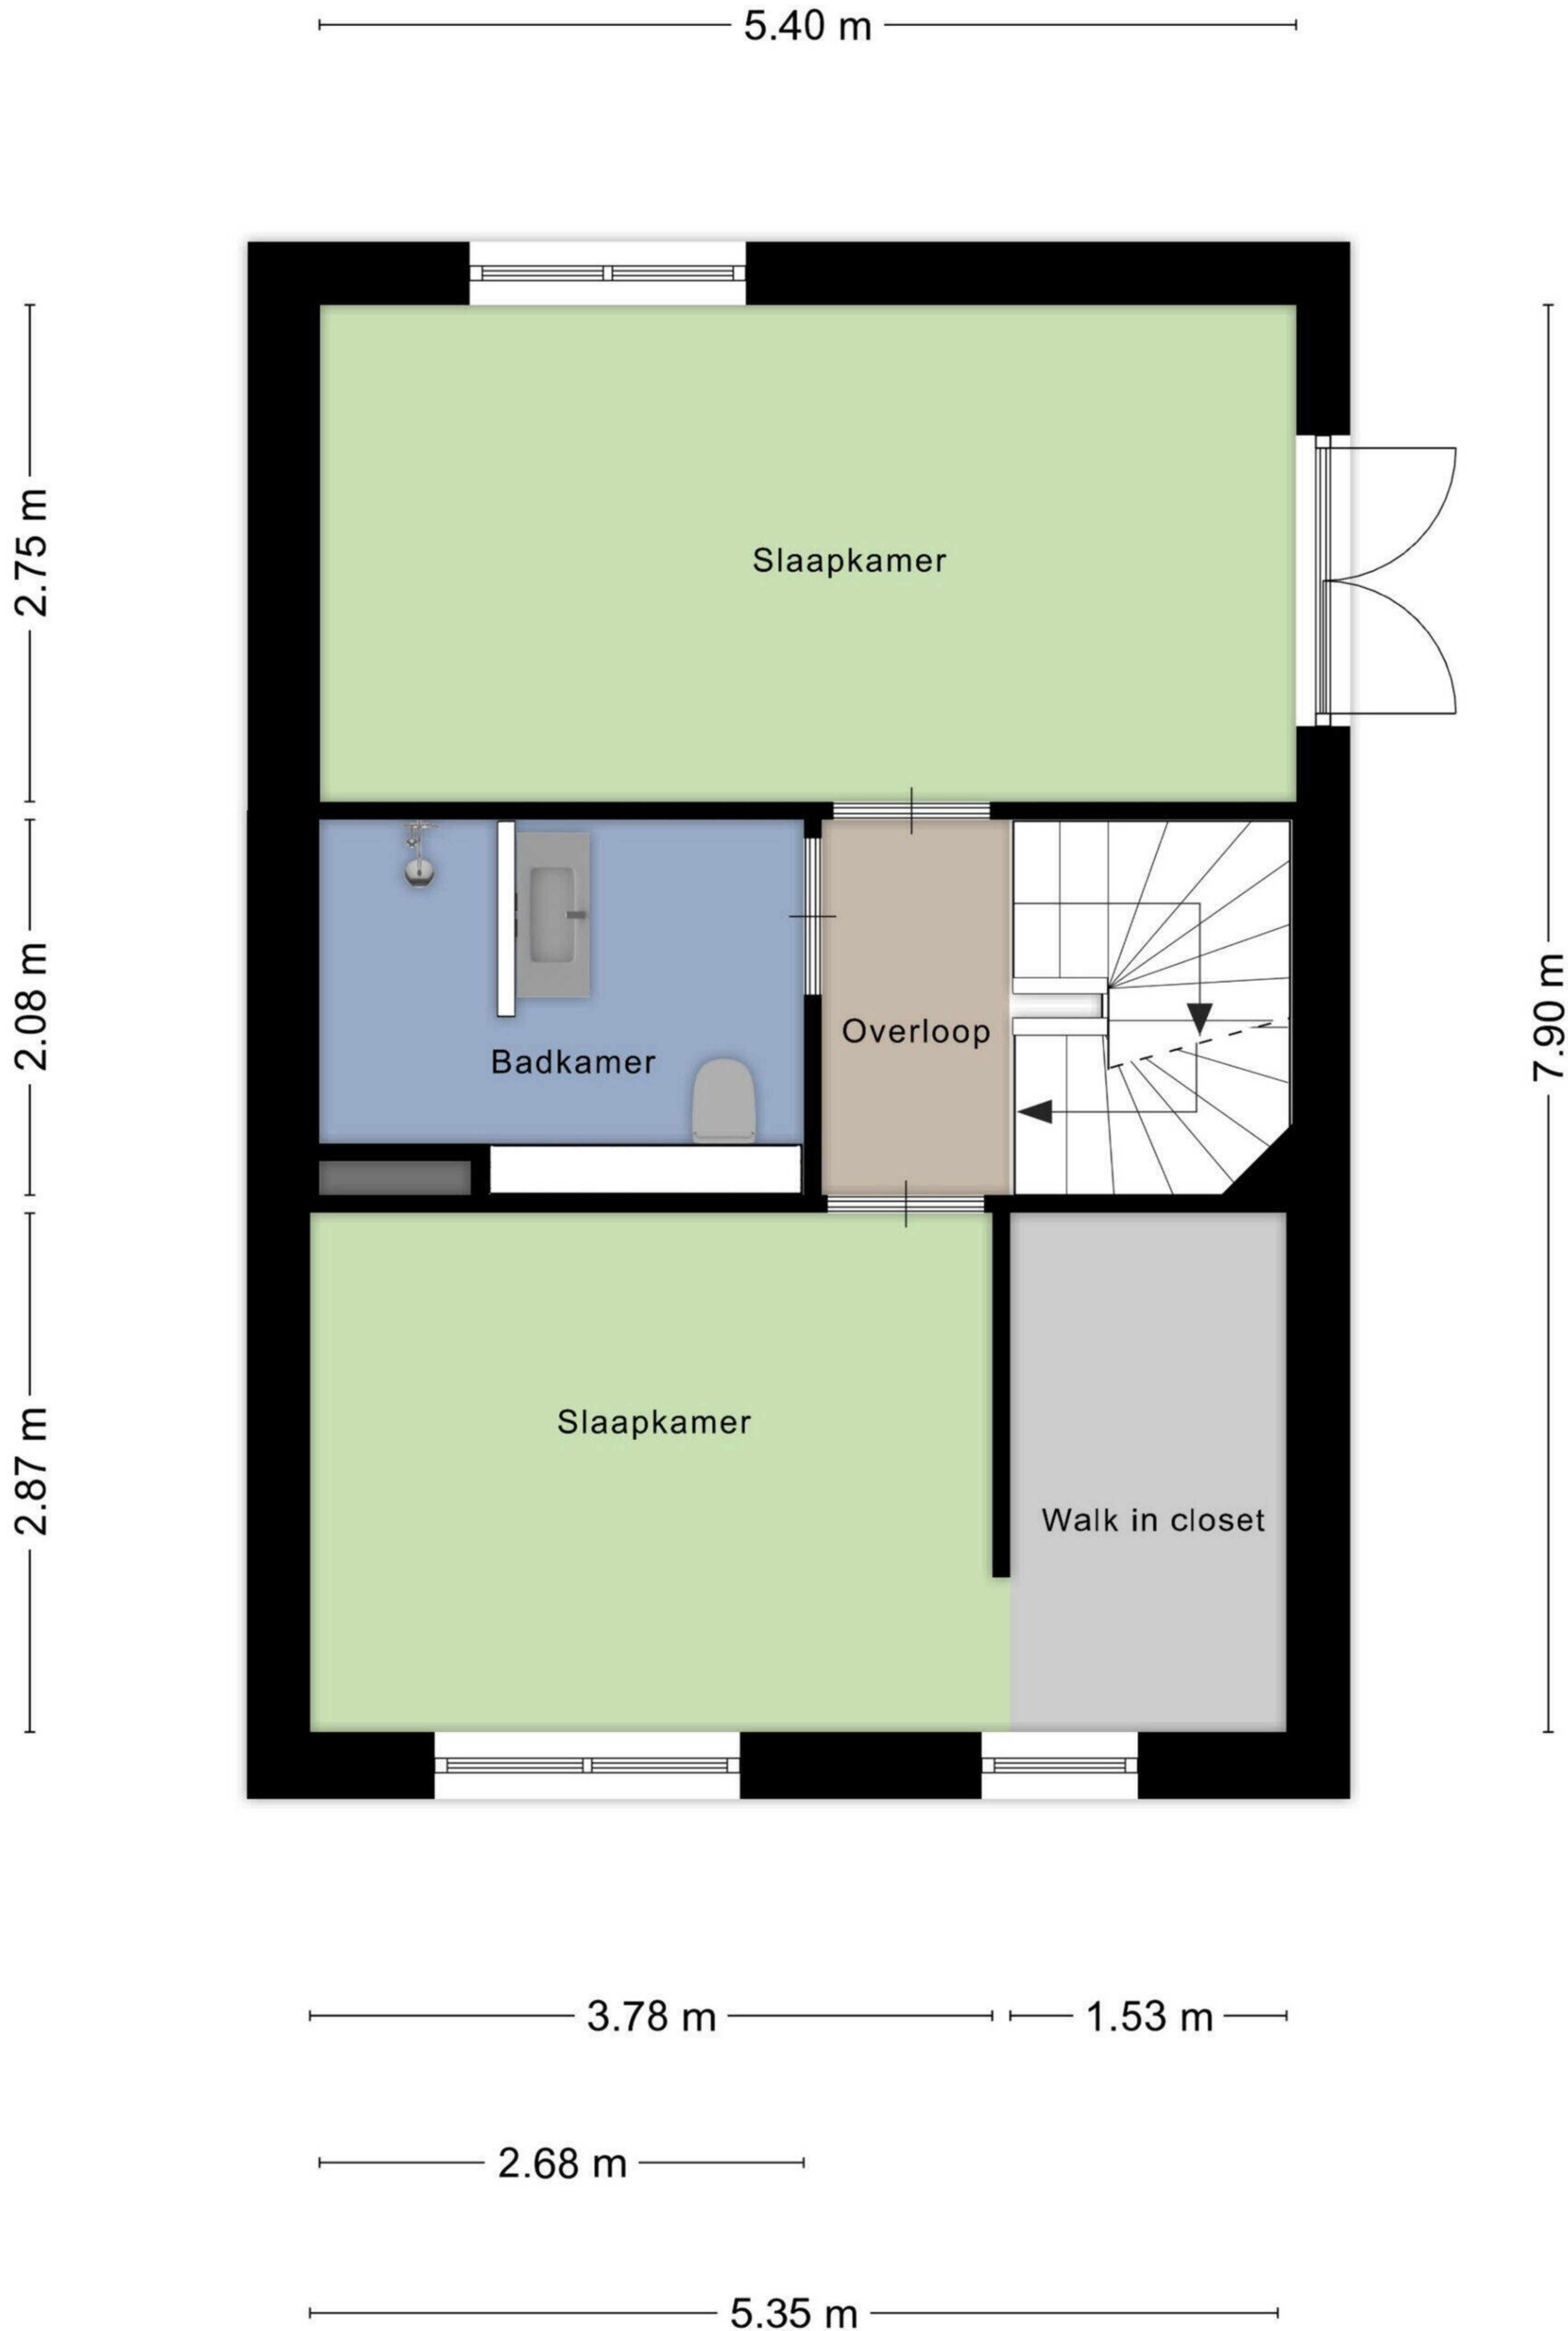 5.40 m
2.75 m
Slaapkamer
7.90 m
2.08 m
Overloop
Badkamer
2.87 m
Slaapkamer
Walk in closet
3.78 m
1.53 m
2.68 m
5.35 m